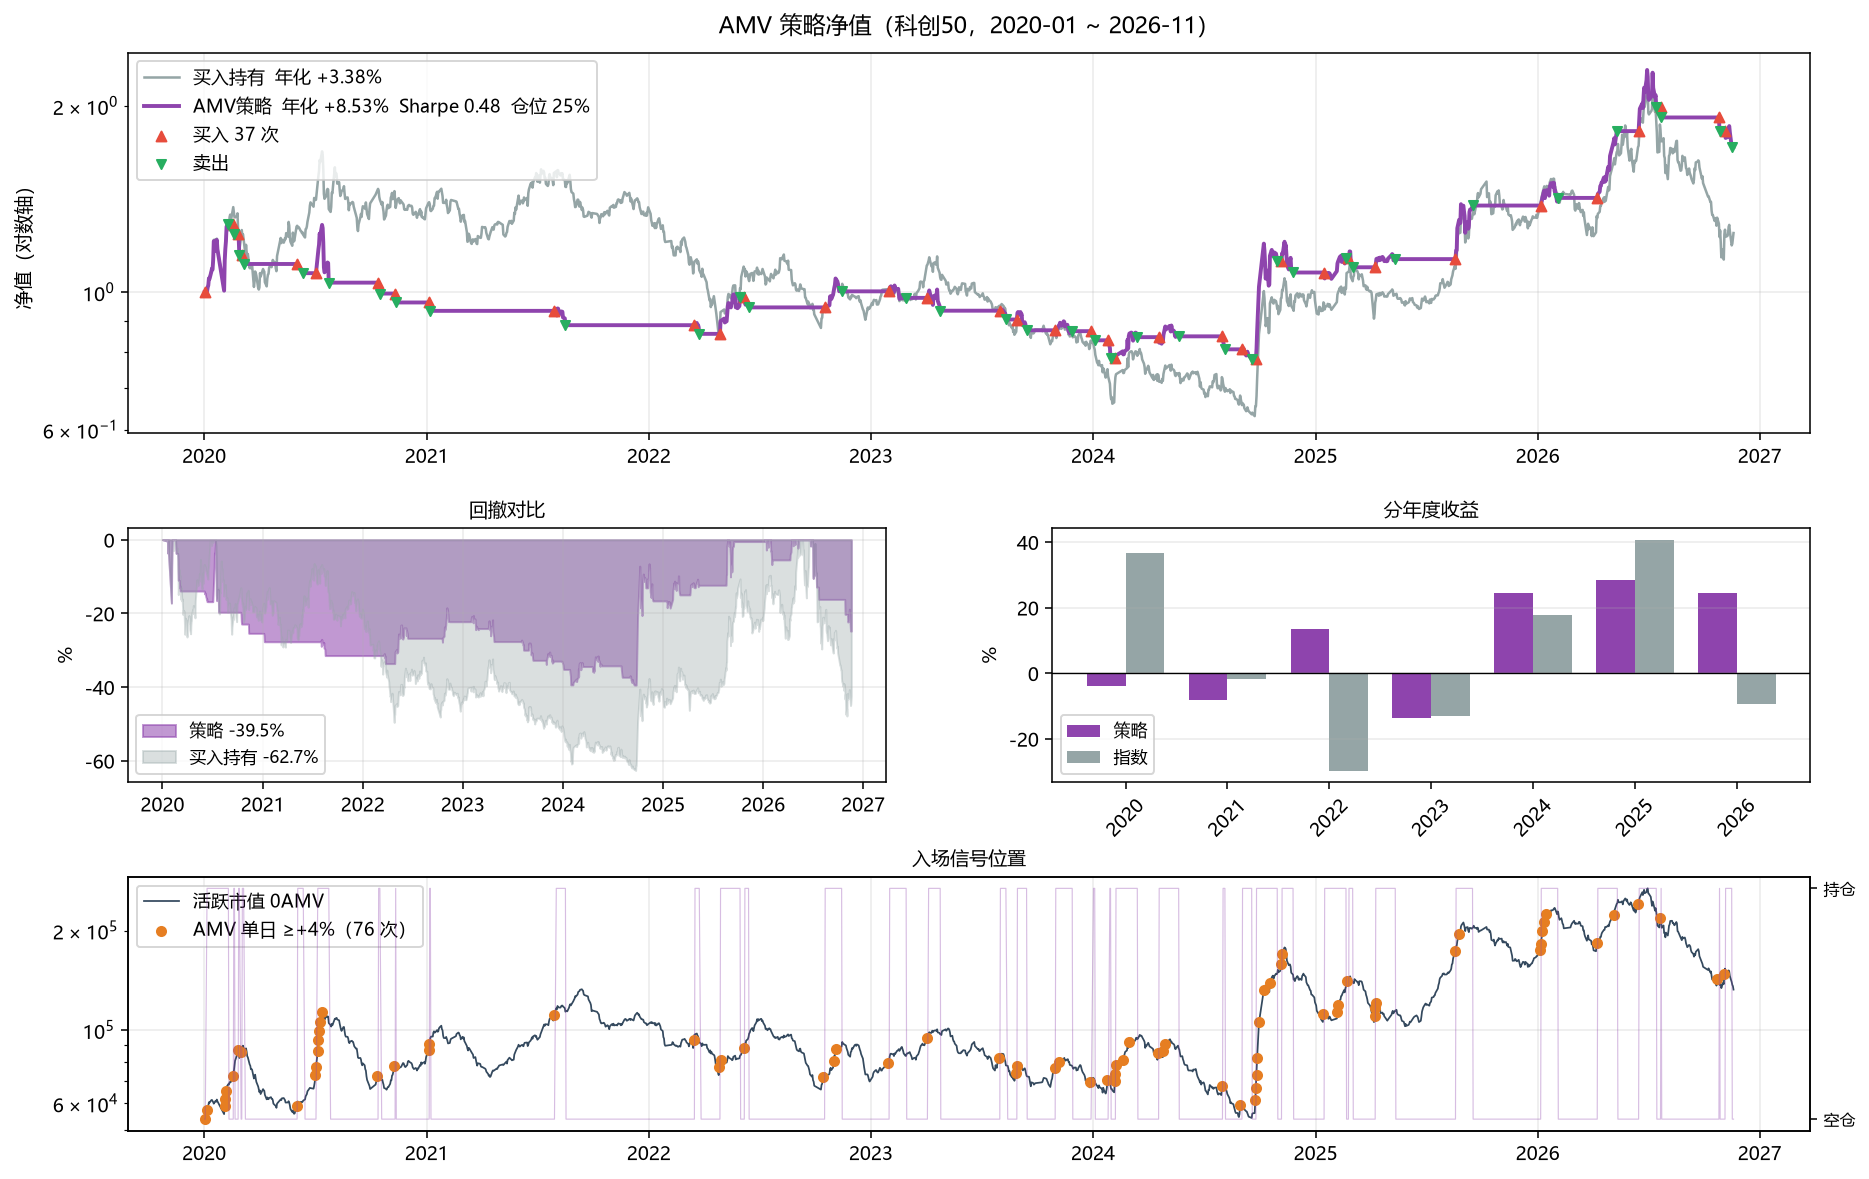 AMV 策略净值（科创50，2020-01 ~ 2026-11）
买入持有  年化 +3.38%
AMV策略  年化 +8.53%  Sharpe 0.48  仓位 25%
买入 37 次
卖出
净值（对数轴）
2 × 10⁰
10⁰
6 × 10⁻¹
2020 2021 2022 2023 2024 2025 2026 2027
回撤对比
%
0
-20
-40
-60
策略 -39.5%
买入持有 -62.7%
2020 2021 2022 2023 2024 2025 2026 2027
分年度收益
%
40
20
0
-20
策略
指数
2020 2021 2022 2023 2024 2025 2026
入场信号位置
活跃市值 0AMV
AMV 单日 ≥+4%（76 次）
2 × 10⁵
10⁵
6 × 10⁴
持仓
空仓
2020 2021 2022 2023 2024 2025 2026 2027